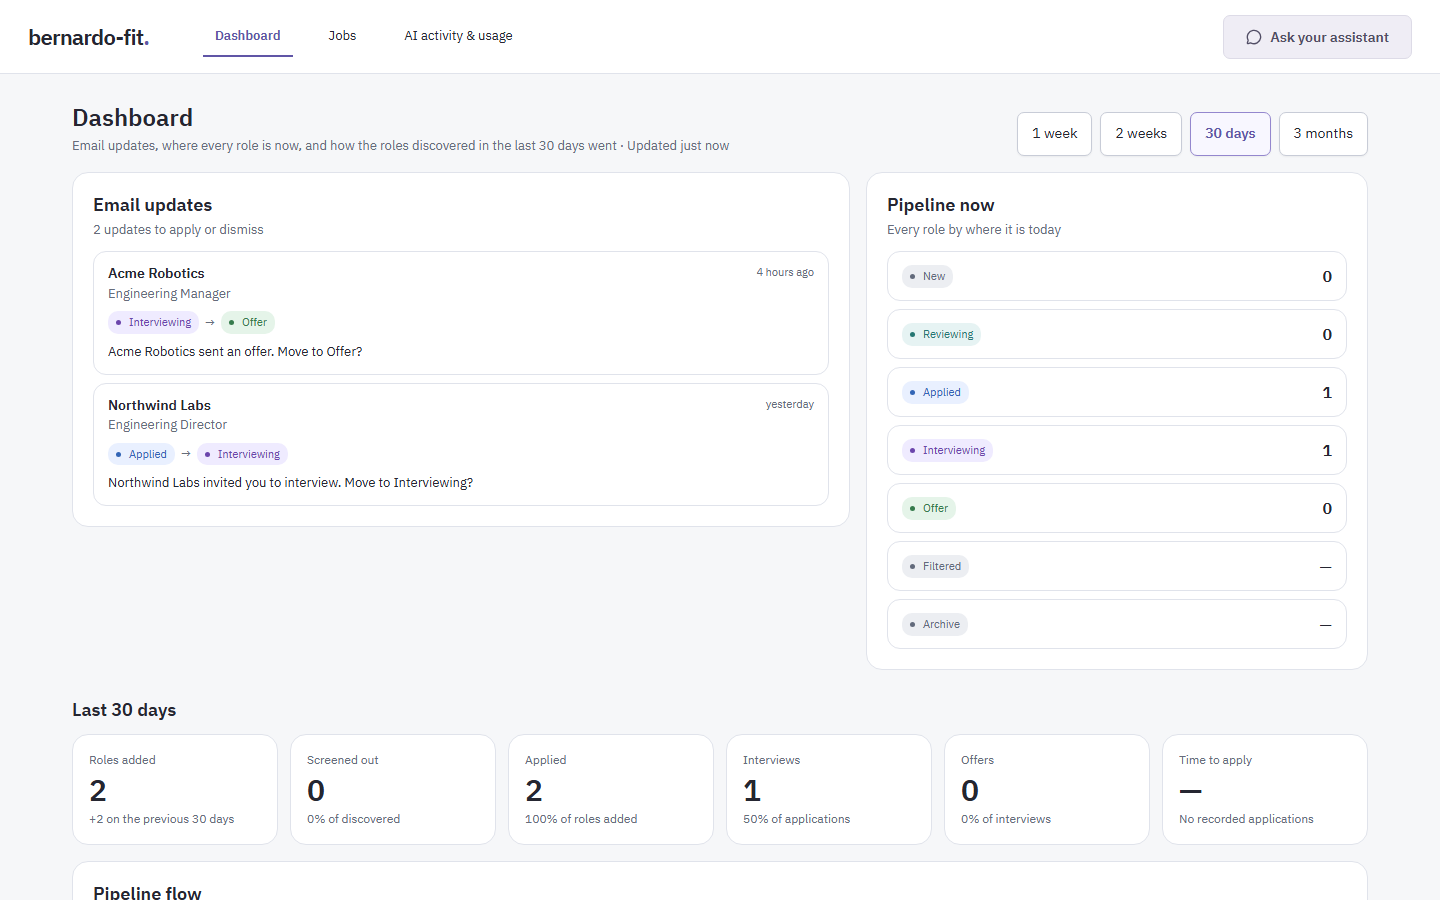 bernardo-fit.
Dashboard
Jobs
AI activity & usage
Ask your assistant
Dashboard
Email updates, where every role is now, and how the roles discovered in the last 30 days went · Updated just now
1 week
2 weeks
30 days
3 months
Email updates
2 updates to apply or dismiss
Acme Robotics
4 hours ago
Engineering Manager
Interviewing → Offer
Acme Robotics sent an offer. Move to Offer?
Northwind Labs
yesterday
Engineering Director
Applied → Interviewing
Northwind Labs invited you to interview. Move to Interviewing?
Pipeline now
Every role by where it is today
New 0
Reviewing 0
Applied 1
Interviewing 1
Offer 0
Filtered —
Archive —
Last 30 days
Roles added
2
+2 on the previous 30 days
Screened out
0
0% of discovered
Applied
2
100% of roles added
Interviews
1
50% of applications
Offers
0
0% of interviews
Time to apply
—
No recorded applications
Pipeline flow